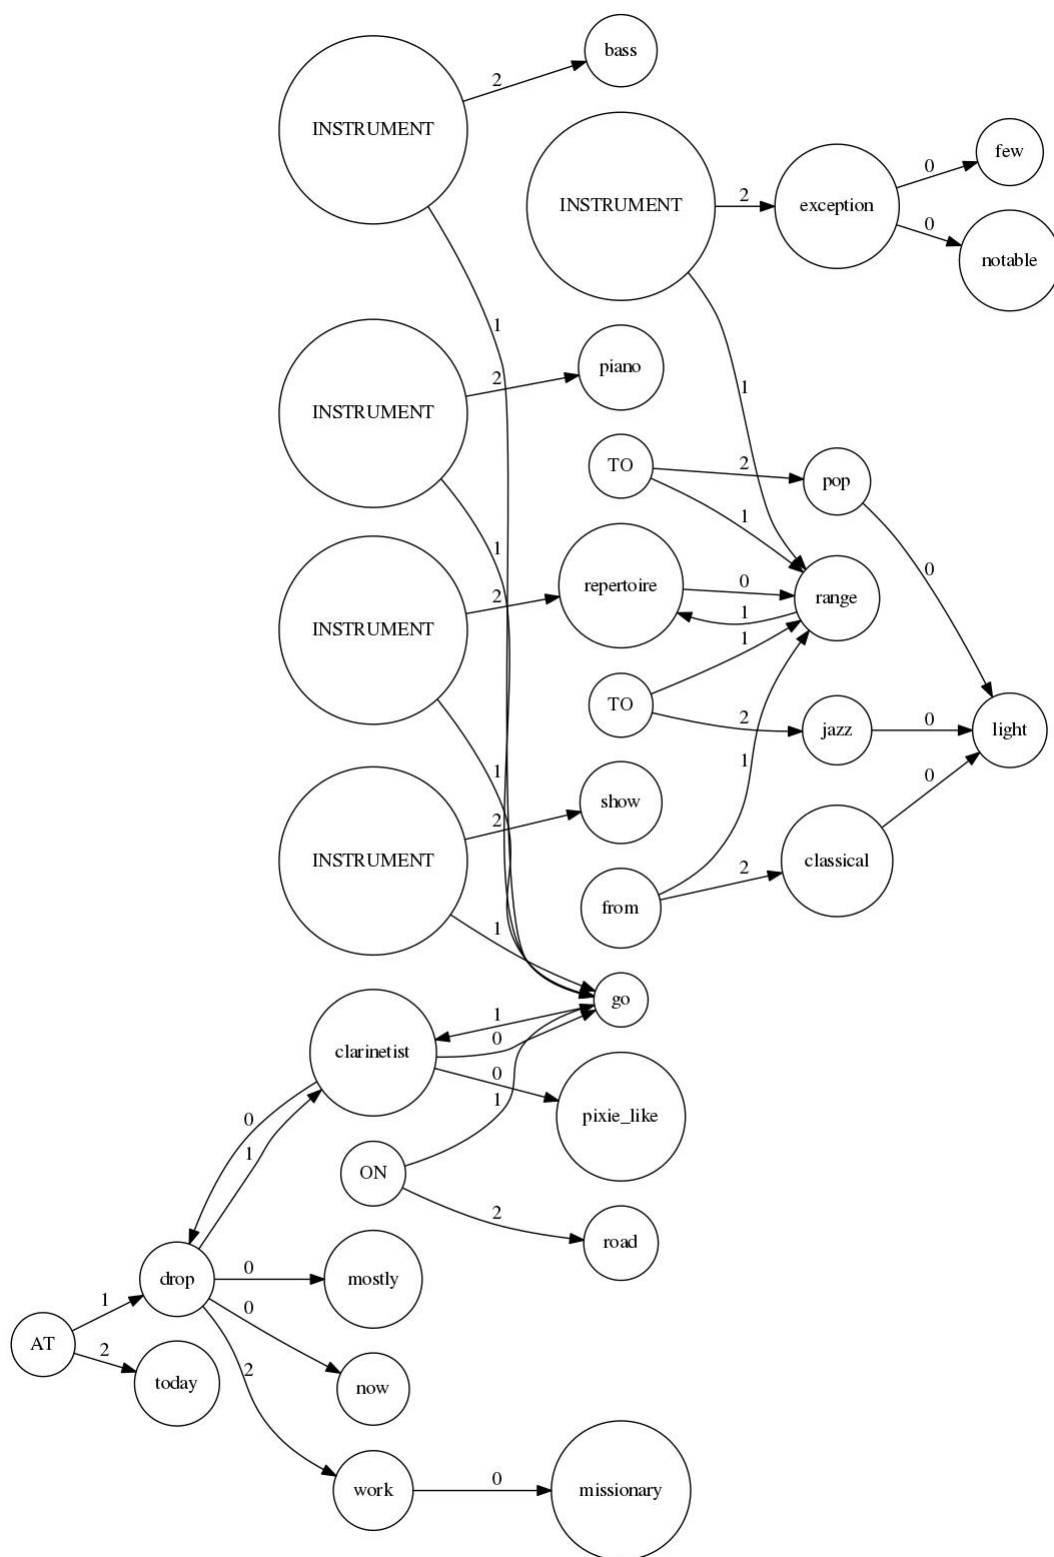 bass
2
INSTRUMENT
few
0
INSTRUMENT
2
exception
0
notable
1
piano
2
1
INSTRUMENT
TO
2
pop
1
1
0
repertoire
0
range
2
1
INSTRUMENT
1
TO
2
jazz
0
light
1
1
0
show
2
INSTRUMENT
classical
2
from
1
go
1
0
clarinetist
0
pixie_like
1
0
1
ON
2
road
drop
0
mostly
0
1
AT
2
today
2
now
0
work
missionary